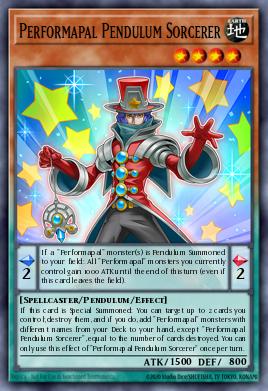 PERFORMAPAL PENDULUM SORCERER
EARTH
地
If a "Performapal" monster(s) is Pendulum Summoned
to your field: All "Performapal" monsters you currently
control gain 1000 ATK until the end of this turn (even if
this card leaves the field).
2
2
[SPELLCASTER/PENDULUM/EFFECT]
If this card is Special Summoned: You can target up to 2 cards you
control; destroy them, and if you do, add "Performapal" monsters with
different names from your Deck to your hand, except "Performapal
Pendulum Sorcerer", equal to the number of cards destroyed. You can
only use this effect of "Performapal Pendulum Sorcerer" once per turn.
ATK/1500 DEF/ 800